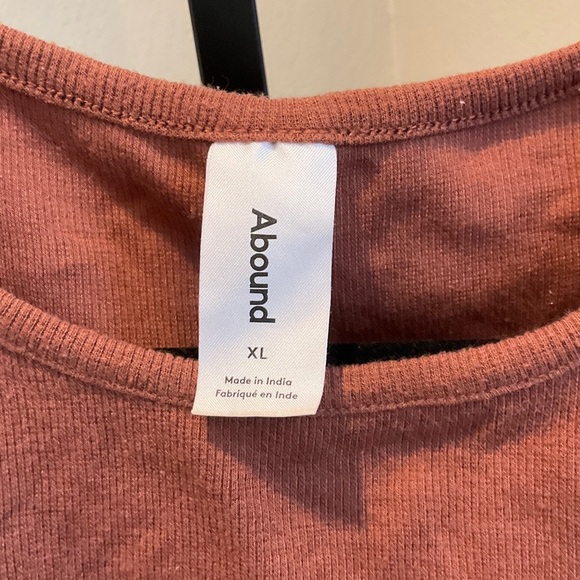 Abound
XL
Made in India
Fabriqué en Inde